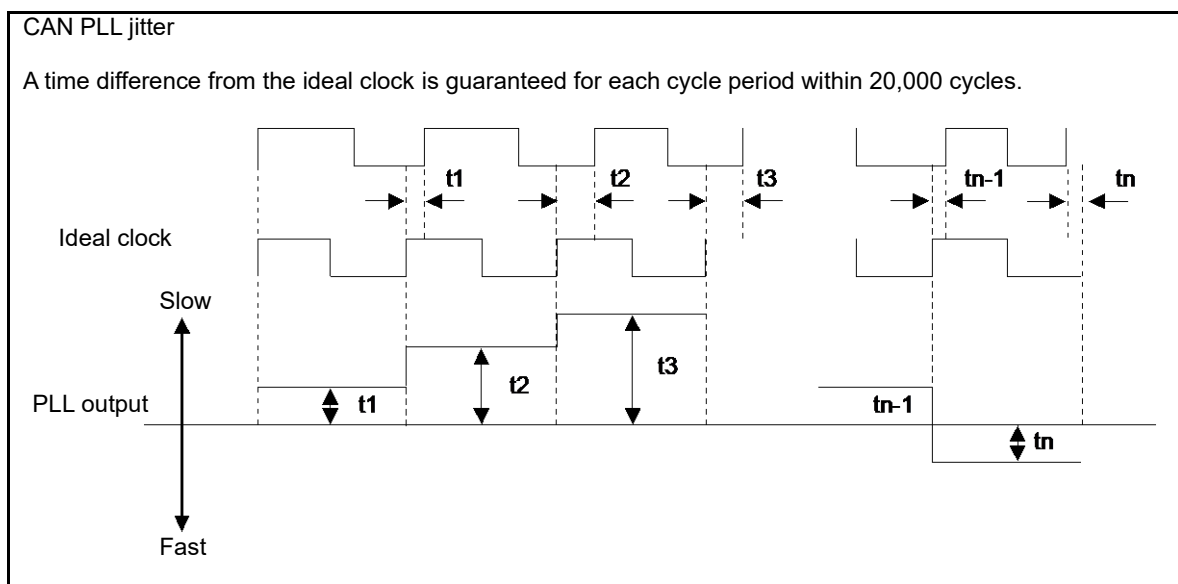 CAN PLL jitter
A time difference from the ideal clock is guaranteed for each cycle period within 20,000 cycles.
t1
t2
t3
tn-1
tn
Ideal clock
Slow
PLL output
t1
t2
t3
tn-1
tn
Fast